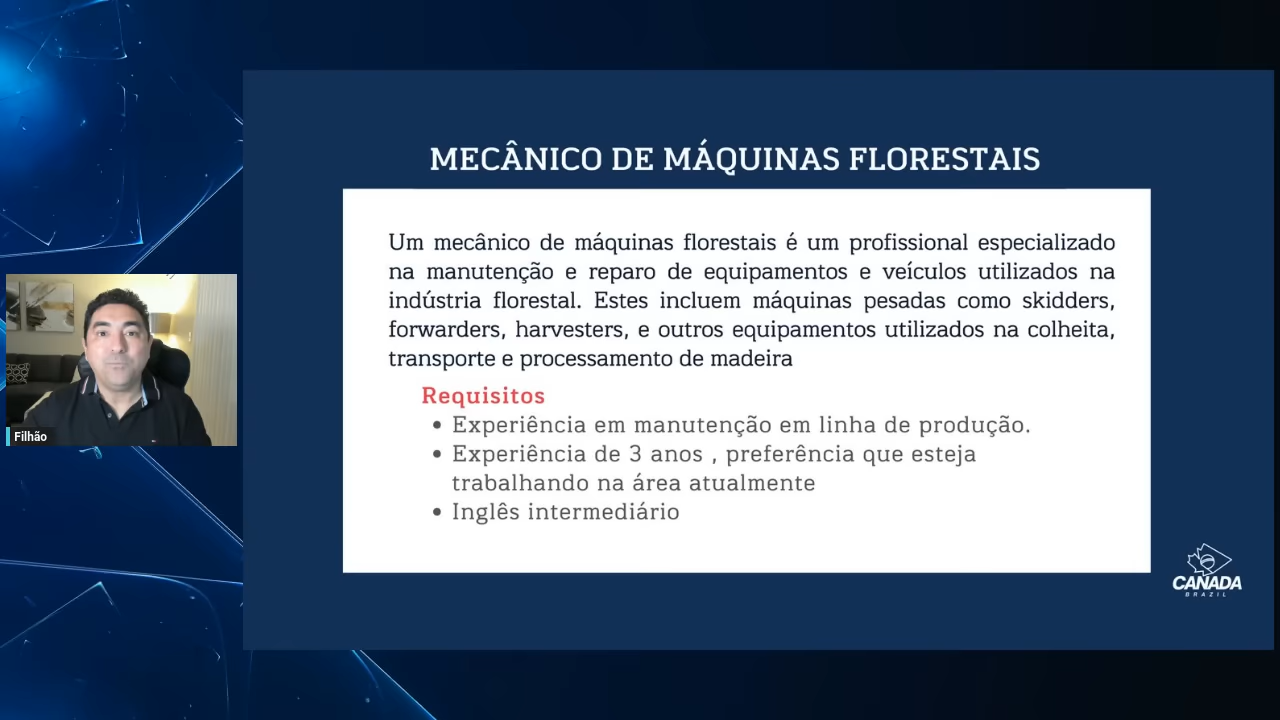 MECÂNICO DE MÁQUINAS FLORESTAIS
Um mecânico de máquinas florestais é um profissional especializado
na manutenção e reparo de equipamentos e veículos utilizados na
indústria florestal. Estes incluem máquinas pesadas como skidders,
forwarders, harvesters, e outros equipamentos utilizados na colheita,
transporte e processamento de madeira
Requisitos
• Experiência em manutenção em linha de produção.
• Experiência de 3 anos , preferência que esteja
trabalhando na área atualmente
• Inglês intermediário
Filhão
CANADA
BRAZIL